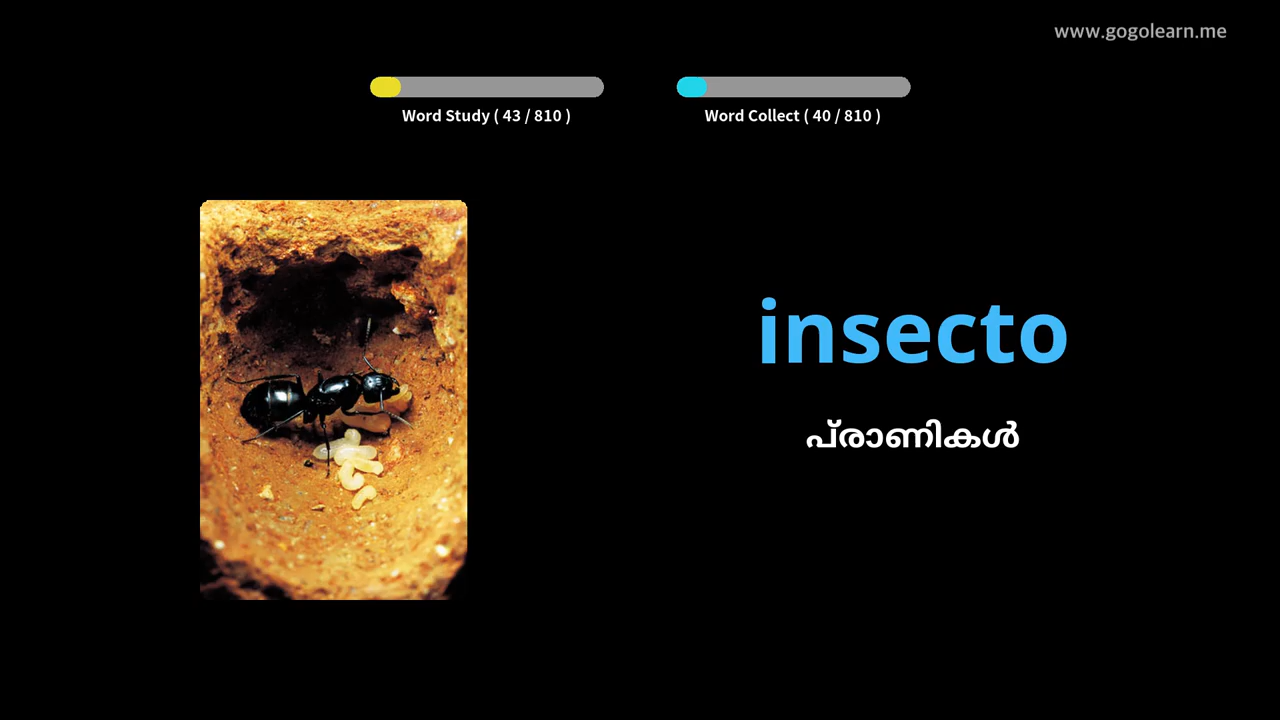 www.gogolearn.me
Word Study ( 43 / 810 )
Word Collect ( 40 / 810 )
insecto
പ്രാണികൾ